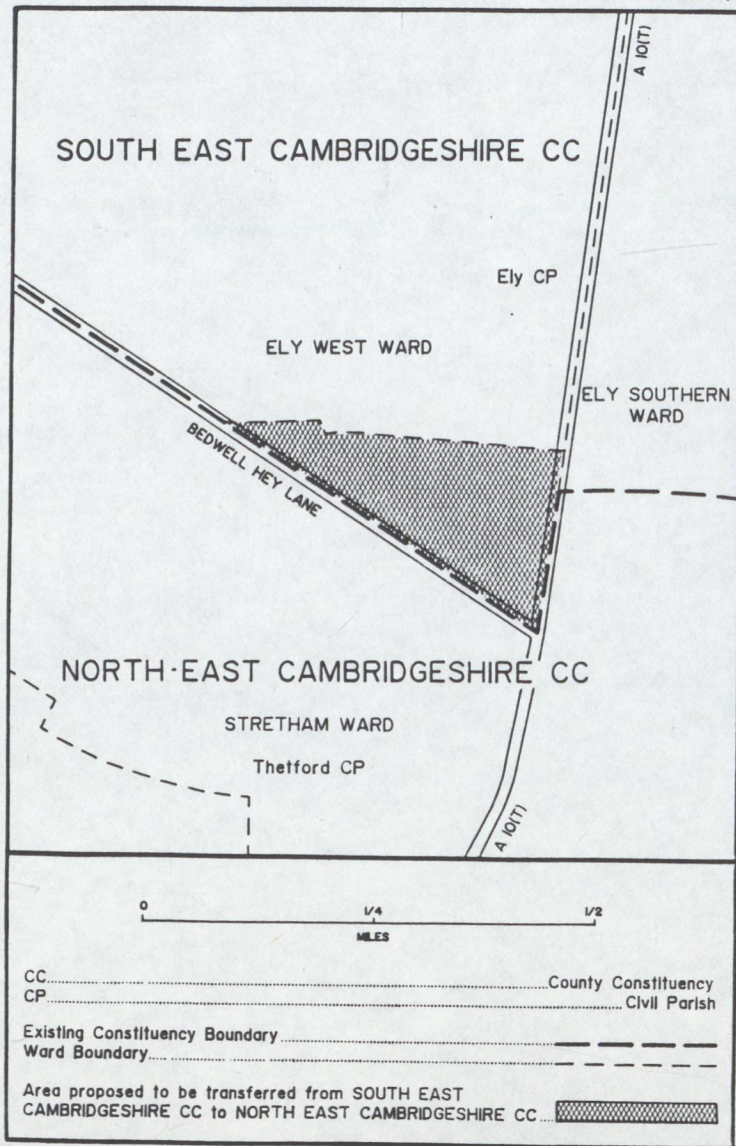 A 10(T)
SOUTH EAST CAMBRIDGESHIRE CC
Ely CP
ELY WEST WARD
ELY SOUTHERN
WARD
BEDWELL HEY LANE
NORTH-EAST CAMBRIDGESHIRE CC
STRETHAM WARD
Thetford CP
A 10(T)
0 1/4 1/2
MILES
CC County Constituency
CP Civil Parish
Existing Constituency Boundary
Ward Boundary
Area proposed to be transferred from SOUTH EAST
CAMBRIDGESHIRE CC to NORTH EAST CAMBRIDGESHIRE CC